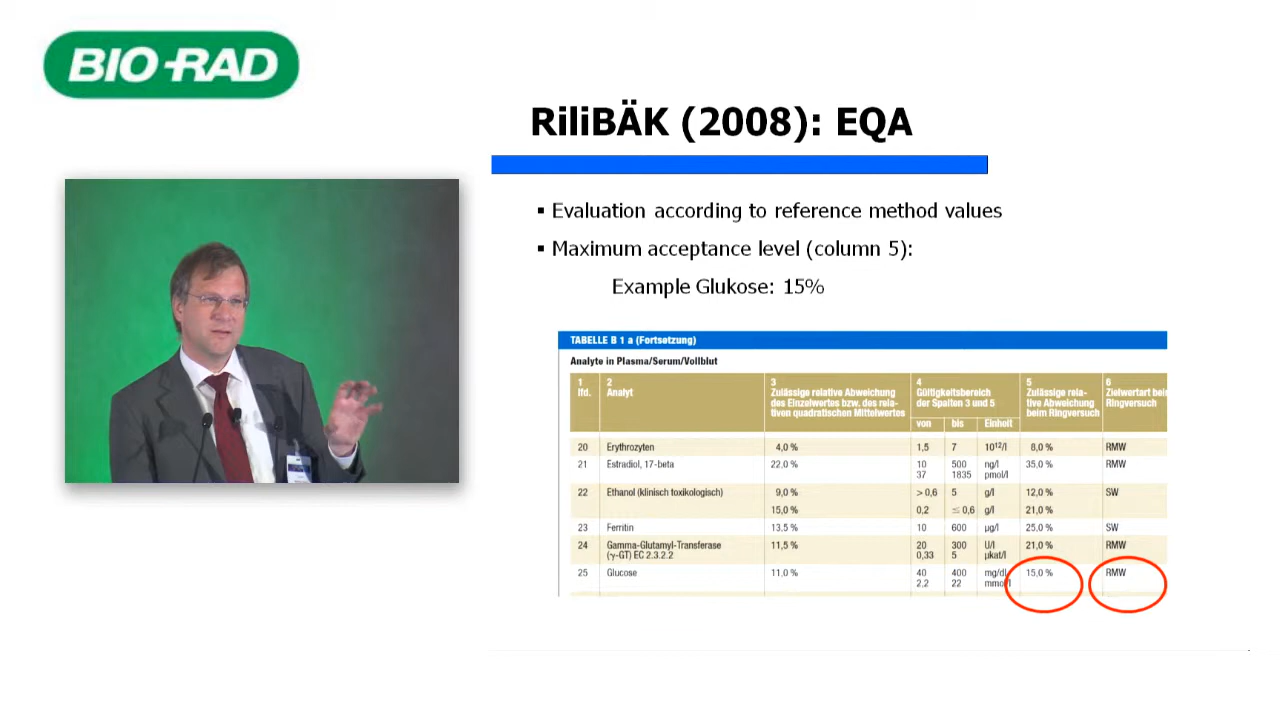 BIO-RAD
RiliBÄK (2008): EQA
▪ Evaluation according to reference method values
▪ Maximum acceptance level (column 5):
Example Glukose: 15%
TABELLE B 1 a (Fortsetzung)
Analyte in Plasma/Serum/Vollblut
1 2 3 4 5 6
lfd. Analyt Zulässige relative Abweichung Gültigkeitsbereich Zulässige rela- Zielwertart beim
des Einzelwertes bzw. des rela- der Spalten 3 und 5 tive Abweichung Ringversuch
tiven quadratischen Mittelwertes beim Ringversuch
von bis Einheit
20 Erythrozyten 4,0 % 1,5 7 10¹²/l 8,0 % RMW
21 Estradiol, 17-beta 22,0 % 10 500 ng/l 35,0 % RMW
37 1835 pmol/l
22 Ethanol (klinisch toxikologisch) 9,0 % > 0,6 5 g/l 12,0 % SW
15,0 % 0,2 ≤ 0,6 g/l 21,0 %
23 Ferritin 13,5 % 10 600 µg/l 25,0 % SW
24 Gamma-Glutamyl-Transferase 11,5 % 20 300 U/l 21,0 % RMW
(γ-GT) EC 2.3.2.2 0,33 5 µkat/l
25 Glucose 11,0 % 40 400 mg/dl 15,0 % RMW
2,2 22 mmol/l